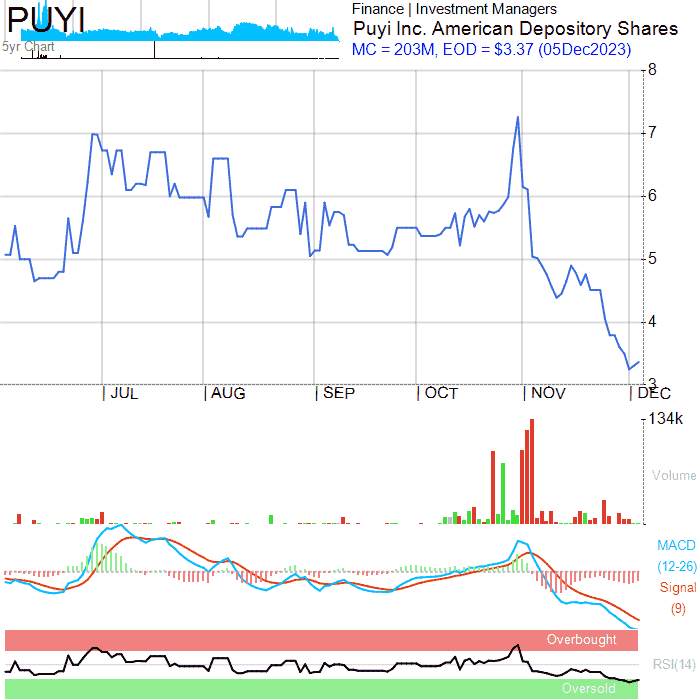 PUYI
5yr Chart
Finance | Investment Managers
Puyi Inc. American Depository Shares
MC = 203M, EOD = $3.37 (05Dec2023)
8
7
6
5
4
3
JUL AUG SEP OCT NOV DEC
134k
Volume
MACD
(12-26)
Signal
(9)
Overbought
RSI(14)
Oversold